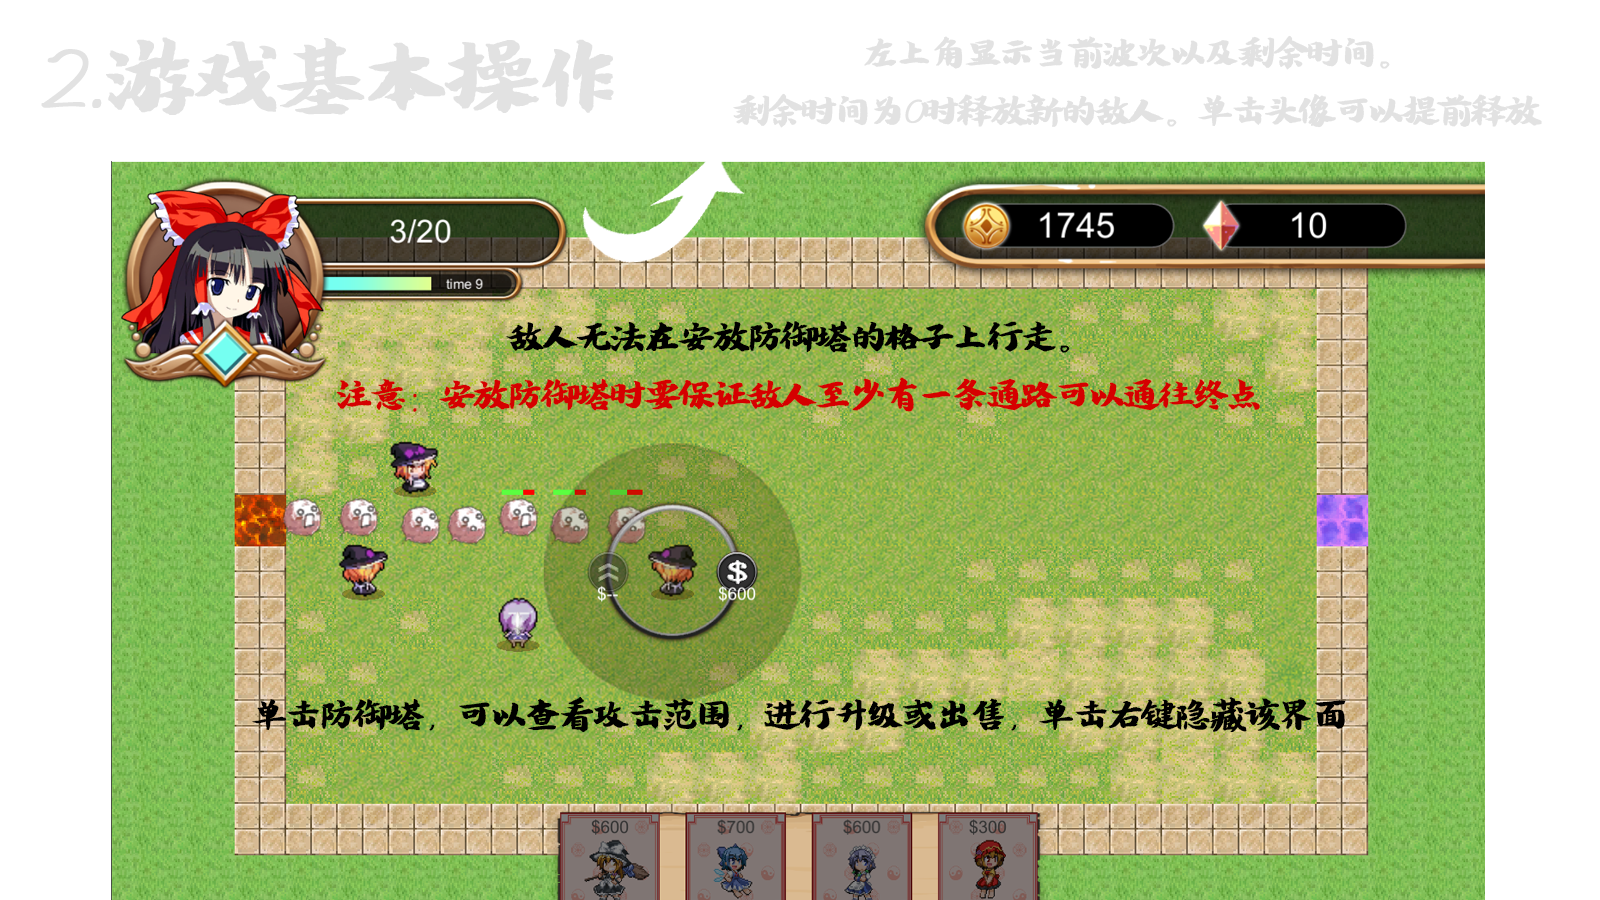 2.游戏基本操作
左上角显示当前波次以及剩余时间。
剩余时间为0时释放新的敌人。单击头像可以提前释放
3/20
time 9
1745
10
敌人无法在安放防御塔的格子上行走。
注意：安放防御塔时要保证敌人至少有一条通路可以通往终点
$--
$
$600
单击防御塔，可以查看攻击范围，进行升级或出售，单击右键隐藏该界面
$600
$700
$600
$300